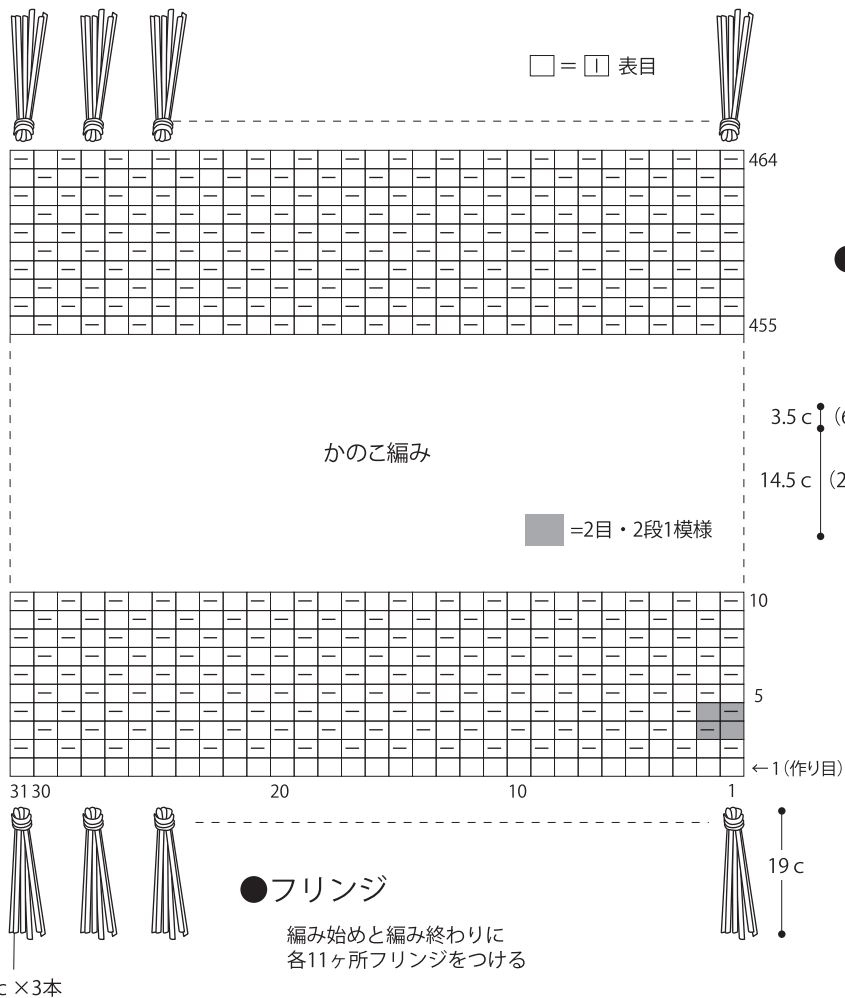 □ = | 表目
464
455
3.5 c
14.5 c
かのこ編み
=2目・2段1模様
10
5
←1(作り目)
31 30 20 10 1
19 c
●フリンジ
編み始めと編み終わりに
各11ヶ所フリンジをつける
c ×3本